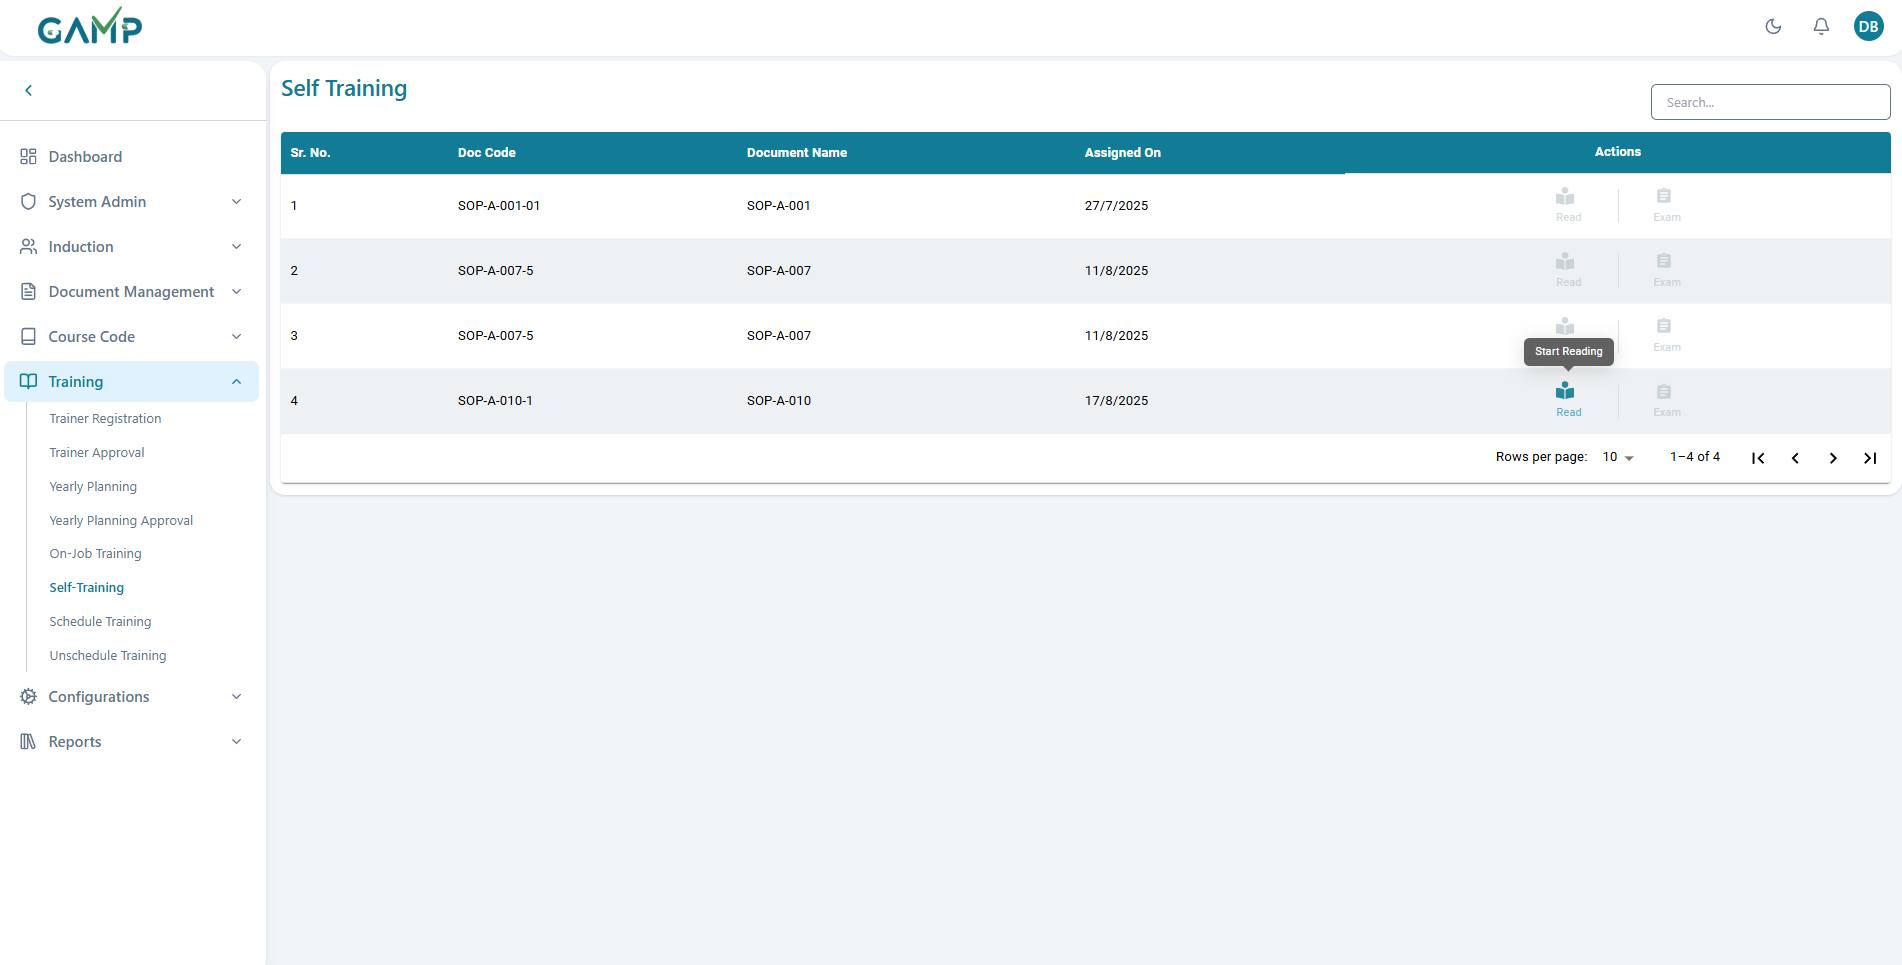 GAMP
DB
Self Training
Search...
Dashboard
System Admin
Induction
Document Management
Course Code
Training
Trainer Registration
Trainer Approval
Yearly Planning
Yearly Planning Approval
On-Job Training
Self-Training
Schedule Training
Unschedule Training
Configurations
Reports
Sr. No. Doc Code Document Name Assigned On Actions
1 SOP-A-001-01 SOP-A-001 27/7/2025 Read Exam
2 SOP-A-007-5 SOP-A-007 11/8/2025 Read Exam
3 SOP-A-007-5 SOP-A-007 11/8/2025 Exam
Start Reading
4 SOP-A-010-1 SOP-A-010 17/8/2025 Read Exam
Rows per page: 10 1–4 of 4